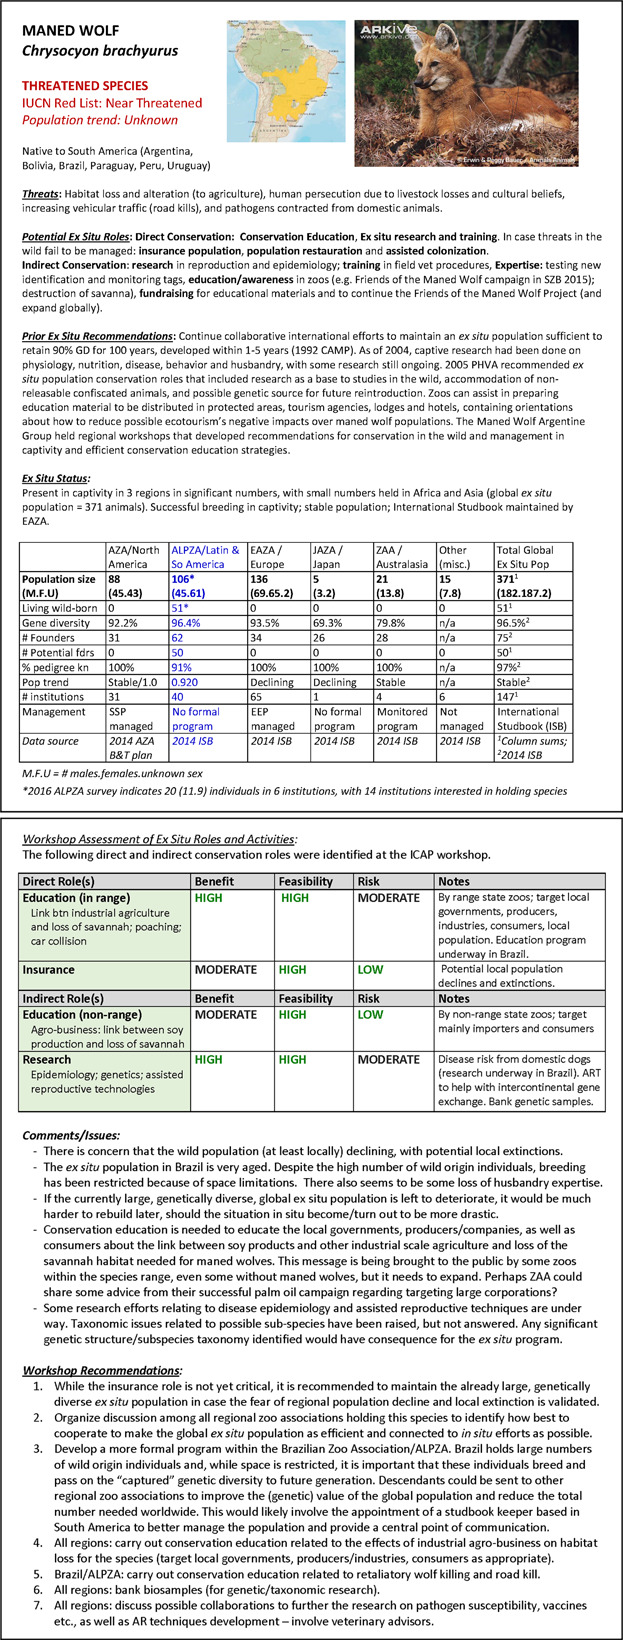 MANED WOLF
Chrysocyon brachyurus
THREATENED SPECIES
IUCN Red List: Near Threatened
Population trend: Unknown
Native to South America (Argentina,
Bolivia, Brazil, Paraguay, Peru, Uruguay)
ARKive
www.arkive.org
© Erwin & Peggy Bauer / Animals Animals
Threats: Habitat loss and alteration (to agriculture), human persecution due to livestock losses and cultural beliefs,
increasing vehicular traffic (road kills), and pathogens contracted from domestic animals.
Potential Ex Situ Roles: Direct Conservation: Conservation Education, Ex situ research and training. In case threats in the
wild fail to be managed: insurance population, population restauration and assisted colonization.
Indirect Conservation: research in reproduction and epidemiology; training in field vet procedures, Expertise: testing new
identification and monitoring tags, education/awareness in zoos (e.g. Friends of the Maned Wolf campaign in SZB 2015);
destruction of savanna), fundraising for educational materials and to continue the Friends of the Maned Wolf Project (and
expand globally).
Prior Ex Situ Recommendations: Continue collaborative international efforts to maintain an ex situ population sufficient to
retain 90% GD for 100 years, developed within 1-5 years (1992 CAMP). As of 2004, captive research had been done on
physiology, nutrition, disease, behavior and husbandry, with some research still ongoing. 2005 PHVA recommended ex
situ population conservation roles that included research as a base to studies in the wild, accommodation of non-
releasable confiscated animals, and possible genetic source for future reintroduction. Zoos can assist in preparing
education material to be distributed in protected areas, tourism agencies, lodges and hotels, containing orientations
about how to reduce possible ecotourism's negative impacts over maned wolf populations. The Maned Wolf Argentine
Group held regional workshops that developed recommendations for conservation in the wild and management in
captivity and efficient conservation education strategies.
Ex Situ Status:
Present in captivity in 3 regions in significant numbers, with small numbers held in Africa and Asia (global ex situ
population = 371 animals). Successful breeding in captivity; stable population; International Studbook maintained by
EAZA.
AZA/North America ALPZA/Latin & So America EAZA / Europe JAZA / Japan ZAA / Australasia Other (misc.) Total Global Ex Situ Pop
Population size (M.F.U) 88 (45.43) 106* (45.61) 136 (69.65.2) 5 (3.2) 21 (13.8) 15 (7.8) 371¹ (182.187.2)
Living wild-born 0 51* 0 0 0 0 51¹
Gene diversity 92.2% 96.4% 93.5% 69.3% 79.8% n/a 96.5%²
# Founders 31 62 34 26 28 n/a 75²
# Potential fdrs 0 50 0 0 0 0 50¹
% pedigree kn 100% 91% 100% 100% 100% n/a 97%²
Pop trend Stable/1.0 0.920 Declining Declining Stable n/a Stable²
# institutions 31 40 65 1 4 6 147¹
Management SSP managed No formal program EEP managed No formal program Monitored program Not managed International Studbook (ISB)
Data source 2014 AZA B&T plan 2014 ISB 2014 ISB 2014 ISB 2014 ISB 2014 ISB ¹Column sums; ²2014 ISB
M.F.U = # males.females.unknown sex
*2016 ALPZA survey indicates 20 (11.9) individuals in 6 institutions, with 14 institutions interested in holding species
Workshop Assessment of Ex Situ Roles and Activities:
The following direct and indirect conservation roles were identified at the ICAP workshop.
Direct Role(s) Benefit Feasibility Risk Notes
Education (in range) HIGH HIGH MODERATE By range state zoos; target local
Link btn industrial agriculture governments, producers,
and loss of savannah; poaching; industries, consumers, local
car collision population. Education program
underway in Brazil.
Insurance MODERATE HIGH LOW Potential local population
declines and extinctions.
Indirect Role(s) Benefit Feasibility Risk Notes
Education (non-range) MODERATE HIGH LOW By non-range state zoos; target
Agro-business: link between soy mainly importers and consumers
production and loss of savannah
Research HIGH HIGH MODERATE Disease risk from domestic dogs
Epidemiology; genetics; assisted (research underway in Brazil). ART
reproductive technologies to help with intercontinental gene
exchange. Bank genetic samples.
Comments/Issues:
- There is concern that the wild population (at least locally) declining, with potential local extinctions.
- The ex situ population in Brazil is very aged. Despite the high number of wild origin individuals, breeding
has been restricted because of space limitations. There also seems to be some loss of husbandry expertise.
- If the currently large, genetically diverse, global ex situ population is left to deteriorate, it would be much
harder to rebuild later, should the situation in situ become/turn out to be more drastic.
- Conservation education is needed to educate the local governments, producers/companies, as well as
consumers about the link between soy products and other industrial scale agriculture and loss of the
savannah habitat needed for maned wolves. This message is being brought to the public by some zoos
within the species range, even some without maned wolves, but it needs to expand. Perhaps ZAA could
share some advice from their successful palm oil campaign regarding targeting large corporations?
- Some research efforts relating to disease epidemiology and assisted reproductive techniques are under
way. Taxonomic issues related to possible sub-species have been raised, but not answered. Any significant
genetic structure/subspecies taxonomy identified would have consequence for the ex situ program.
Workshop Recommendations:
1. While the insurance role is not yet critical, it is recommended to maintain the already large, genetically
diverse ex situ population in case the fear of regional population decline and local extinction is validated.
2. Organize discussion among all regional zoo associations holding this species to identify how best to
cooperate to make the global ex situ population as efficient and connected to in situ efforts as possible.
3. Develop a more formal program within the Brazilian Zoo Association/ALPZA. Brazil holds large numbers
of wild origin individuals and, while space is restricted, it is important that these individuals breed and
pass on the "captured" genetic diversity to future generation. Descendants could be sent to other
regional zoo associations to improve the (genetic) value of the global population and reduce the total
number needed worldwide. This would likely involve the appointment of a studbook keeper based in
South America to better manage the population and provide a central point of communication.
4. All regions: carry out conservation education related to the effects of industrial agro-business on habitat
loss for the species (target local governments, producers/industries, consumers as appropriate).
5. Brazil/ALPZA: carry out conservation education related to retaliatory wolf killing and road kill.
6. All regions: bank biosamples (for genetic/taxonomic research).
7. All regions: discuss possible collaborations to further the research on pathogen susceptibility, vaccines
etc., as well as AR techniques development – involve veterinary advisors.